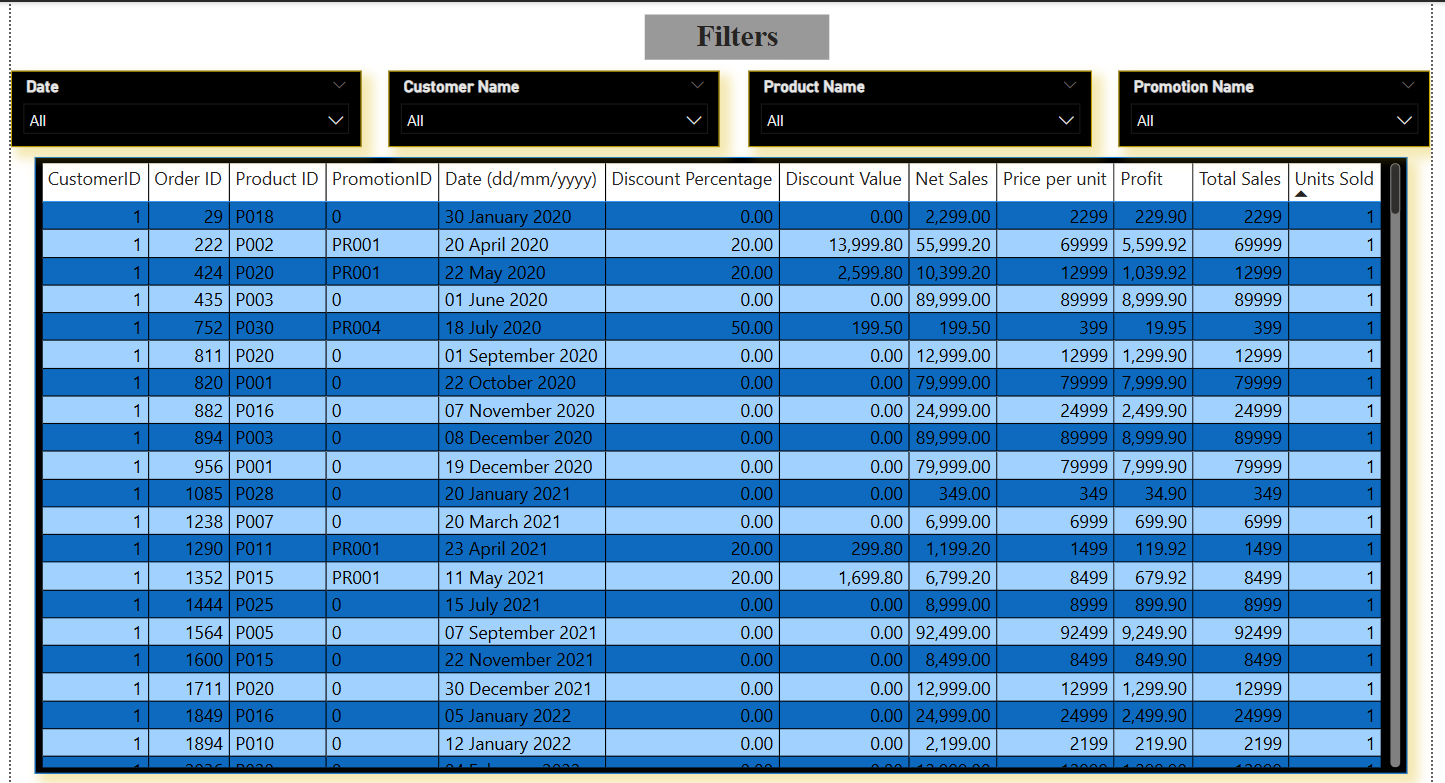 Filters
Date Customer Name Product Name Promotion Name
All All All All
CustomerID Order ID Product ID PromotionID Date (dd/mm/yyyy) Discount Percentage Discount Value Net Sales Price per unit Profit Total Sales Units Sold
1 29 P018 0 30 January 2020 0.00 0.00 2,299.00 2299 229.90 2299 1
1 222 P002 PR001 20 April 2020 20.00 13,999.80 55,999.20 69999 5,599.92 69999 1
1 424 P020 PR001 22 May 2020 20.00 2,599.80 10,399.20 12999 1,039.92 12999 1
1 435 P003 0 01 June 2020 0.00 0.00 89,999.00 89999 8,999.90 89999 1
1 752 P030 PR004 18 July 2020 50.00 199.50 199.50 399 19.95 399 1
1 811 P020 0 01 September 2020 0.00 0.00 12,999.00 12999 1,299.90 12999 1
1 820 P001 0 22 October 2020 0.00 0.00 79,999.00 79999 7,999.90 79999 1
1 882 P016 0 07 November 2020 0.00 0.00 24,999.00 24999 2,499.90 24999 1
1 894 P003 0 08 December 2020 0.00 0.00 89,999.00 89999 8,999.90 89999 1
1 956 P001 0 19 December 2020 0.00 0.00 79,999.00 79999 7,999.90 79999 1
1 1085 P028 0 20 January 2021 0.00 0.00 349.00 349 34.90 349 1
1 1238 P007 0 20 March 2021 0.00 0.00 6,999.00 6999 699.90 6999 1
1 1290 P011 PR001 23 April 2021 20.00 299.80 1,199.20 1499 119.92 1499 1
1 1352 P015 PR001 11 May 2021 20.00 1,699.80 6,799.20 8499 679.92 8499 1
1 1444 P025 0 15 July 2021 0.00 0.00 8,999.00 8999 899.90 8999 1
1 1564 P005 0 07 September 2021 0.00 0.00 92,499.00 92499 9,249.90 92499 1
1 1600 P015 0 22 November 2021 0.00 0.00 8,499.00 8499 849.90 8499 1
1 1711 P020 0 30 December 2021 0.00 0.00 12,999.00 12999 1,299.90 12999 1
1 1849 P016 0 05 January 2022 0.00 0.00 24,999.00 24999 2,499.90 24999 1
1 1894 P010 0 12 January 2022 0.00 0.00 2,199.00 2199 219.90 2199 1